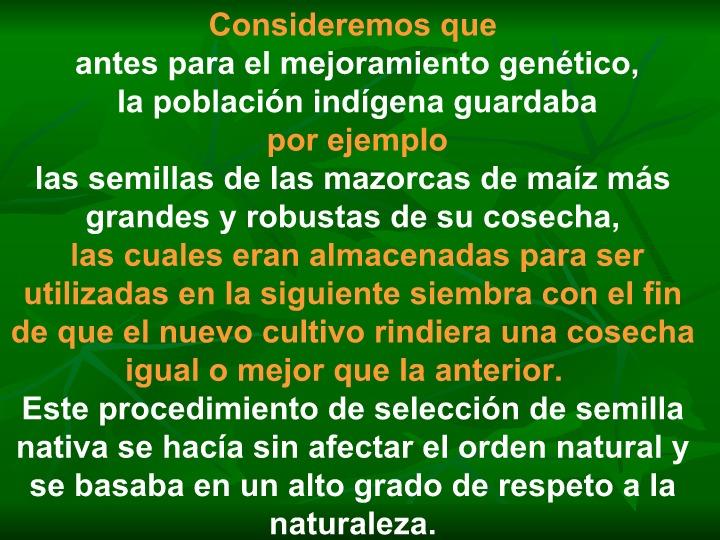 Consideremos que
antes para el mejoramiento genético,
la población indígena guardaba
por ejemplo
las semillas de las mazorcas de maíz más
grandes y robustas de su cosecha,
las cuales eran almacenadas para ser
utilizadas en la siguiente siembra con el fin
de que el nuevo cultivo rindiera una cosecha
igual o mejor que la anterior.
Este procedimiento de selección de semilla
nativa se hacía sin afectar el orden natural y
se basaba en un alto grado de respeto a la
naturaleza.